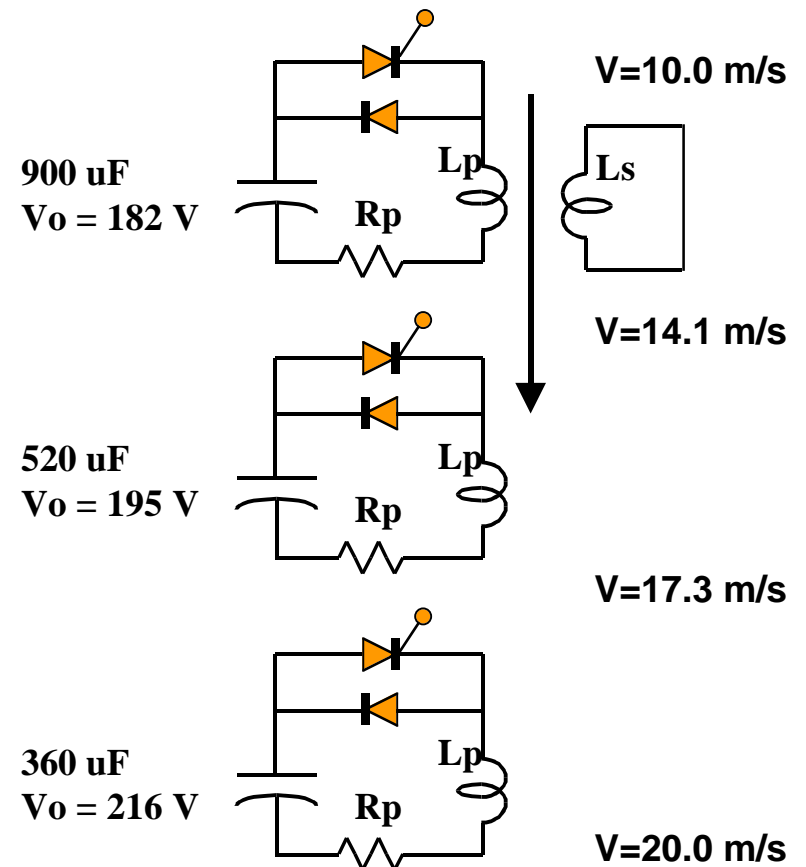 V=10.0 m/s
Lp
Ls
900 uF
Vo = 182 V
Rp
V=14.1 m/s
Lp
520 uF
Vo = 195 V
Rp
V=17.3 m/s
Lp
360 uF
Vo = 216 V
Rp
V=20.0 m/s